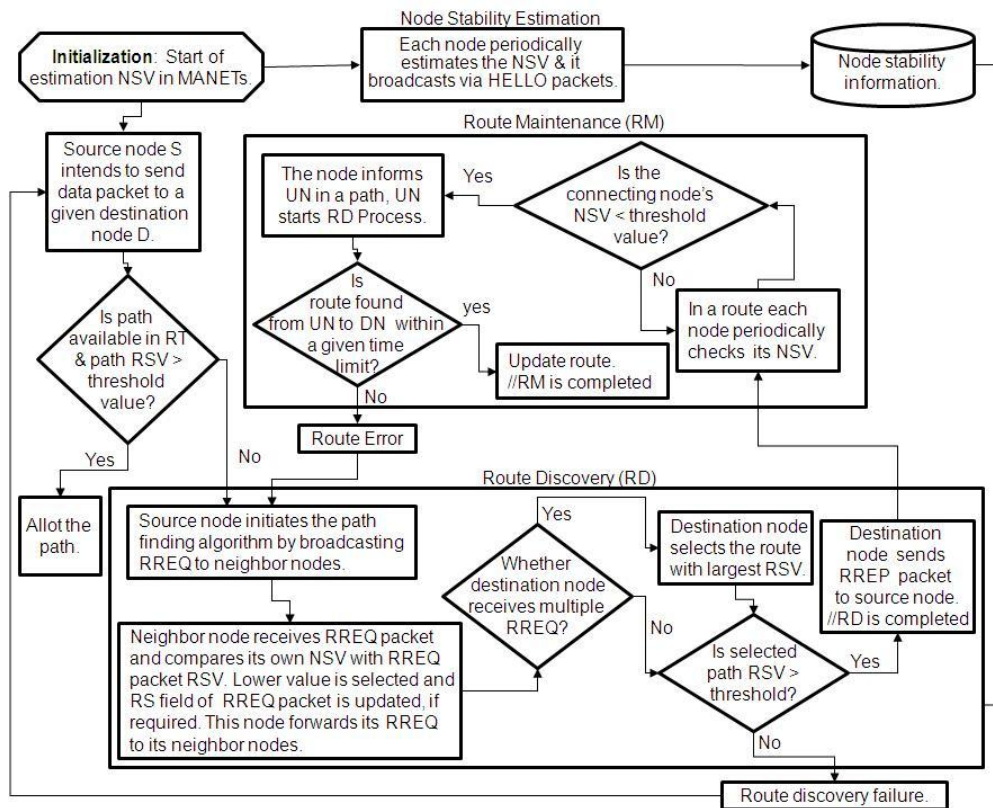 Node Stability Estimation
Initialization: Start of
estimation NSV in MANETs.
Each node periodically
estimates the NSV & it
broadcasts via HELLO packets.
Node stability
information.
Source node S
intends to send
data packet to a
given destination
node D.
Is path
available in RT
& path RSV >
threshold
value?
Yes
No
Allot the
path.
Route Maintenance (RM)
The node informs
UN in a path, UN
starts RD Process.
Yes
Is the
connecting node's
NSV < threshold
value?
No
In a route each
node periodically
checks its NSV.
Is
route found
from UN to DN within
a given time
limit?
yes
Update route.
//RM is completed
No
Route Error
Route Discovery (RD)
Source node initiates the path
finding algorithm by broadcasting
RREQ to neighbor nodes.
Neighbor node receives RREQ packet
and compares its own NSV with RREQ
packet RSV. Lower value is selected and
RS field of RREQ packet is updated, if
required. This node forwards its RREQ
to its neighbor nodes.
Whether
destination node
receives multiple
RREQ?
Yes
No
Destination node
selects the route
with largest RSV.
Is selected
path RSV >
threshold?
Yes
No
Destination
node sends
RREP packet
to source node.
//RD is completed
Route discovery failure.